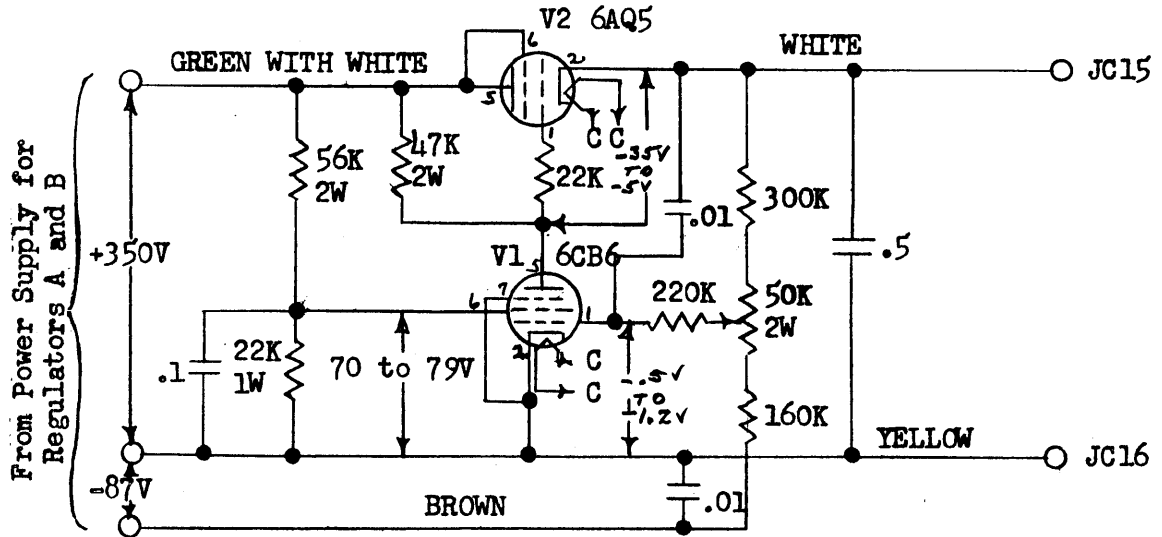 V2 6AQ5
6
2
WHITE
GREEN WITH WHITE
5
JC15
1
C C
-35V
TO
-5V
56K
2W
47K
2W
22K
300K
.01
From Power Supply for
Regulators A and B
+350V
V1 6CB6
5
.5
7
6
1
220K
50K
2W
2
C
C
.1
22K
1W
70 to 79V
-.5V
TO
-1.2V
160K
YELLOW
JC16
-87V
BROWN
.01